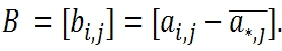 B = [b_{i,j}] = [a_{i,j} − \overline{a_{*,j}}].